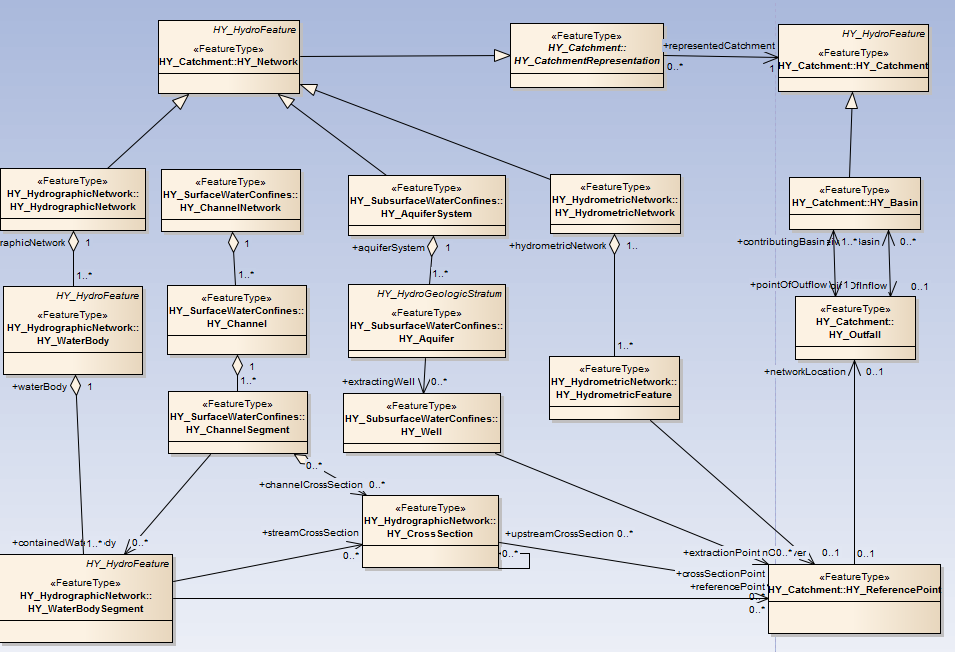 HY_HydroFeature
«FeatureType»
HY_Catchment::HY_Network
«FeatureType»
HY_Catchment::
HY_CatchmentRepresentation
+representedCatchment
0..*
1
HY_HydroFeature
«FeatureType»
HY_Catchment::HY_Catchment
«FeatureType»
HY_HydrographicNetwork::
HY_HydrographicNetwork
«FeatureType»
HY_SurfaceWaterConfines::
HY_ChannelNetwork
«FeatureType»
HY_SubsurfaceWaterConfines::
HY_AquiferSystem
«FeatureType»
HY_HydrometricNetwork::
HY_HydrometricNetwork
«FeatureType»
HY_Catchment::HY_Basin
raphicNetwork 1
1
+aquiferSystem 1
+hydrometricNetwork 1..
+contributingBasin 1..* 0..*
1..*
1..*
1..*
+pointOfOutflow 0..1
HY_HydroFeature
«FeatureType»
HY_HydrographicNetwork::
HY_WaterBody
«FeatureType»
HY_SurfaceWaterConfines::
HY_Channel
HY_HydroGeologicStratum
«FeatureType»
HY_SubsurfaceWaterConfines::
HY_Aquifer
«FeatureType»
HY_Catchment::
HY_Outfall
1..*
+waterBody 1
1
1..*
+extractingWell 0..*
+networkLocation 0..1
«FeatureType»
HY_HydrometricNetwork::
HY_HydrometricFeature
«FeatureType»
HY_SurfaceWaterConfines::
HY_ChannelSegment
«FeatureType»
HY_SubsurfaceWaterConfines::
HY_Well
0..*
+channelCrossSection 0..*
«FeatureType»
HY_HydrographicNetwork::
HY_CrossSection
+streamCrossSection
0..*
+upstreamCrossSection 0..*
0..*
1..* 0..*
+extractionPoint 0..1 0..1
+crossSectionPoint
+referencePoint
0..*
0..*
HY_HydroFeature
«FeatureType»
HY_HydrographicNetwork::
HY_WaterBodySegment
«FeatureType»
HY_Catchment::HY_ReferencePoint